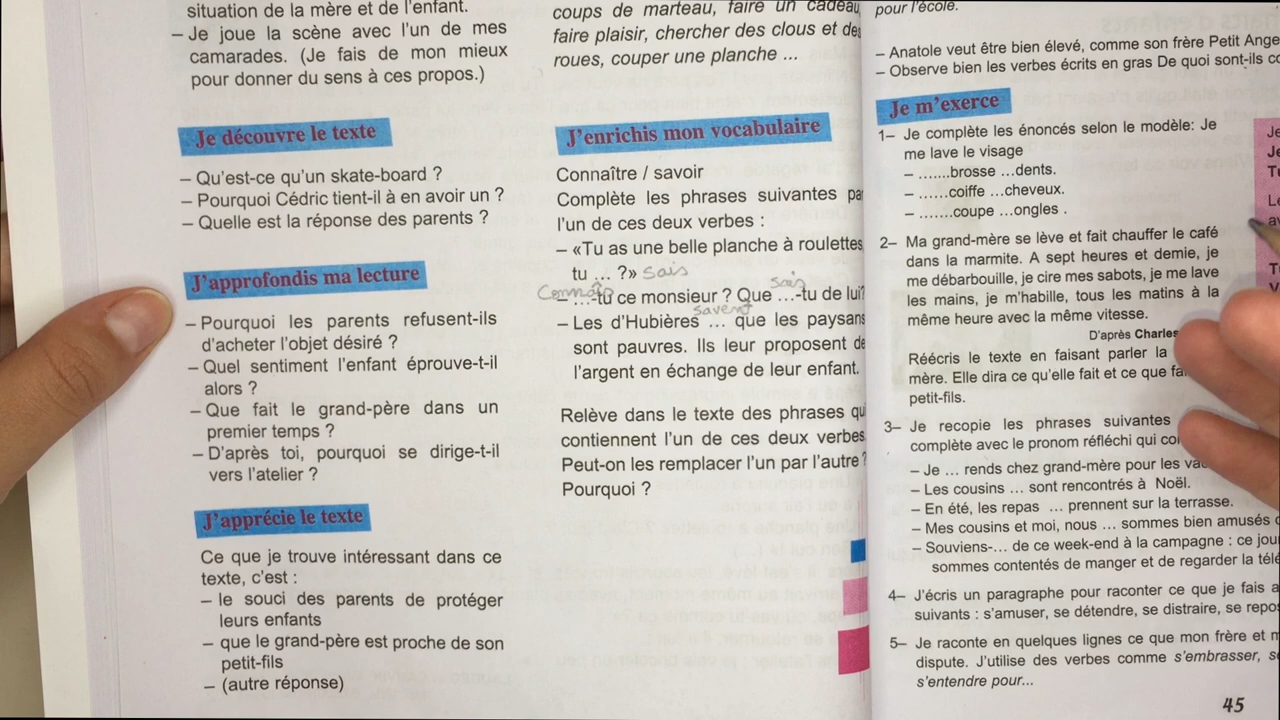 situation de la mère et de l'enfant.
– Je joue la scène avec l'un de mes
camarades. (Je fais de mon mieux
pour donner du sens à ces propos.)
Je découvre le texte
– Qu'est-ce qu'un skate-board ?
– Pourquoi Cédric tient-il à en avoir un ?
– Quelle est la réponse des parents ?
J'approfondis ma lecture
– Pourquoi les parents refusent-ils
d'acheter l'objet désiré ?
– Quel sentiment l'enfant éprouve-t-il
alors ?
– Que fait le grand-père dans un
premier temps ?
– D'après toi, pourquoi se dirige-t-il
vers l'atelier ?
J'apprécie le texte
Ce que je trouve intéressant dans ce
texte, c'est :
– le souci des parents de protéger
leurs enfants
– que le grand-père est proche de son
petit-fils
– (autre réponse)
coups de marteau, faire un cadeau,
faire plaisir, chercher des clous et des
roues, couper une planche ...
J'enrichis mon vocabulaire
Connaître / savoir
Complète les phrases suivantes par
l'un de ces deux verbes :
– «Tu as une belle planche à roulettes
tu ... ?» sais
sais
– ...-tu ce monsieur ? Que ...-tu de lui?
savent
– Les d'Hubières ... que les paysans
sont pauvres. Ils leur proposent de
l'argent en échange de leur enfant.
Relève dans le texte des phrases qui
contiennent l'un de ces deux verbes.
Peut-on les remplacer l'un par l'autre ?
Pourquoi ?
pour l'école.
– Anatole veut être bien élevé, comme son frère Petit Ange
– Observe bien les verbes écrits en gras De quoi sont-ils
Je m'exerce
1– Je complète les énoncés selon le modèle: Je
me lave le visage
– .......brosse ...dents.
– ......coiffe ...cheveux.
– .......coupe ...ongles .
2– Ma grand-mère se lève et fait chauffer le café
dans la marmite. A sept heures et demie, je
me débarbouille, je cire mes sabots, je me lave
les mains, je m'habille, tous les matins à la
même heure avec la même vitesse.
D'après Charles
Réécris le texte en faisant parler la
mère. Elle dira ce qu'elle fait et ce que
petit-fils.
3– Je recopie les phrases suivantes
complète avec le pronom réfléchi qui
– Je ... rends chez grand-mère pour les
– Les cousins ... sont rencontrés à Noël.
– En été, les repas ... prennent sur la terrasse.
– Mes cousins et moi, nous ... sommes bien amusés
– Souviens-... de ce week-end à la campagne : ce
sommes contentés de manger et de regarder la
4– J'écris un paragraphe pour raconter ce que je fais
suivants : s'amuser, se détendre, se distraire, se
5– Je raconte en quelques lignes ce que mon frère et
dispute. J'utilise des verbes comme s'embrasser,
s'entendre pour...
45